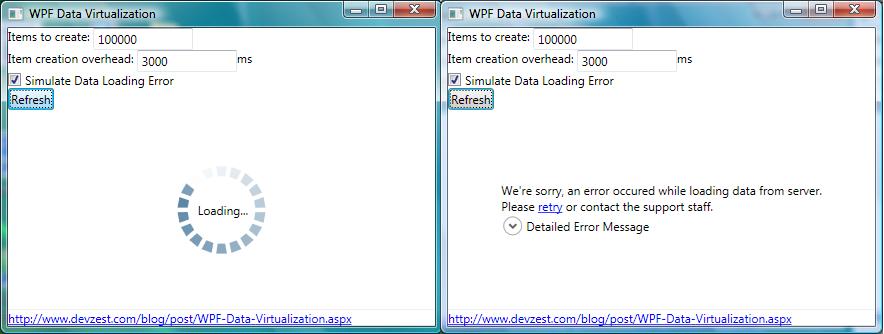 WPF Data Virtualization
Items to create: 100000
Item creation overhead: 3000 ms
Simulate Data Loading Error
Refresh
Loading...
http://www.devzest.com/blog/post/WPF-Data-Virtualization.aspx
WPF Data Virtualization
Items to create: 100000
Item creation overhead: 3000 ms
Simulate Data Loading Error
Refresh
We're sorry, an error occured while loading data from server.
Please retry or contact the support staff.
Detailed Error Message
http://www.devzest.com/blog/post/WPF-Data-Virtualization.aspx